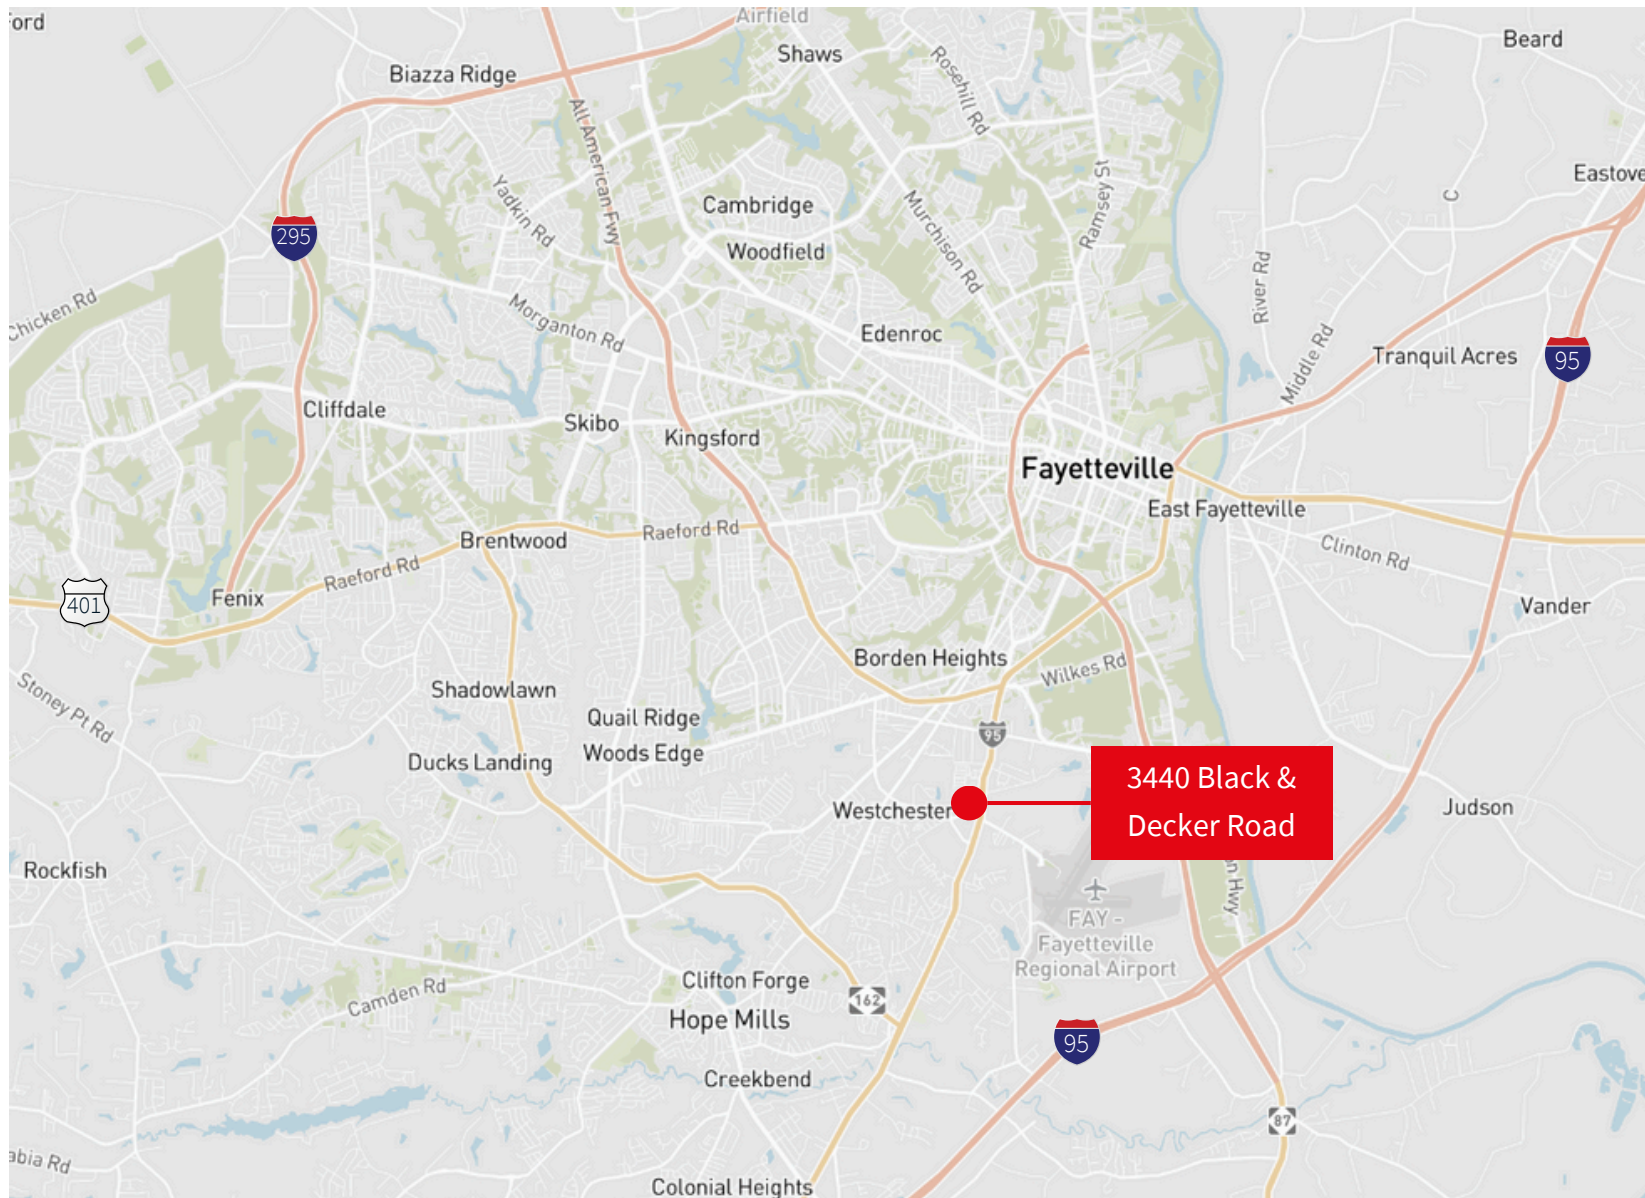 ford
Airfield
Shaws
Beard
Biazza Ridge
Rosehill Rd
All American Fwy
Eastove
Yadkin Rd
Ramsey St
C
Cambridge
Murchison Rd
295
Woodfield
River Rd
Chicken Rd
Morganton Rd
Edenroc
Middle Rd
Tranquil Acres
95
Cliffdale
Skibo
Kingsford
Fayetteville
East Fayetteville
Raeford Rd
Brentwood
Clinton Rd
Raeford Rd
401
Fenix
Vander
Borden Heights
Wilkes Rd
Stoney Pt Rd
Shadowlawn
Quail Ridge
95
Woods Edge
Ducks Landing
3440 Black &
Decker Road
Westchester
Judson
Rockfish
on Hwy
FAY -
Fayetteville
Regional Airport
Clifton Forge
Camden Rd
162
Hope Mills
95
Creekbend
87
abia Rd
Colonial Heights